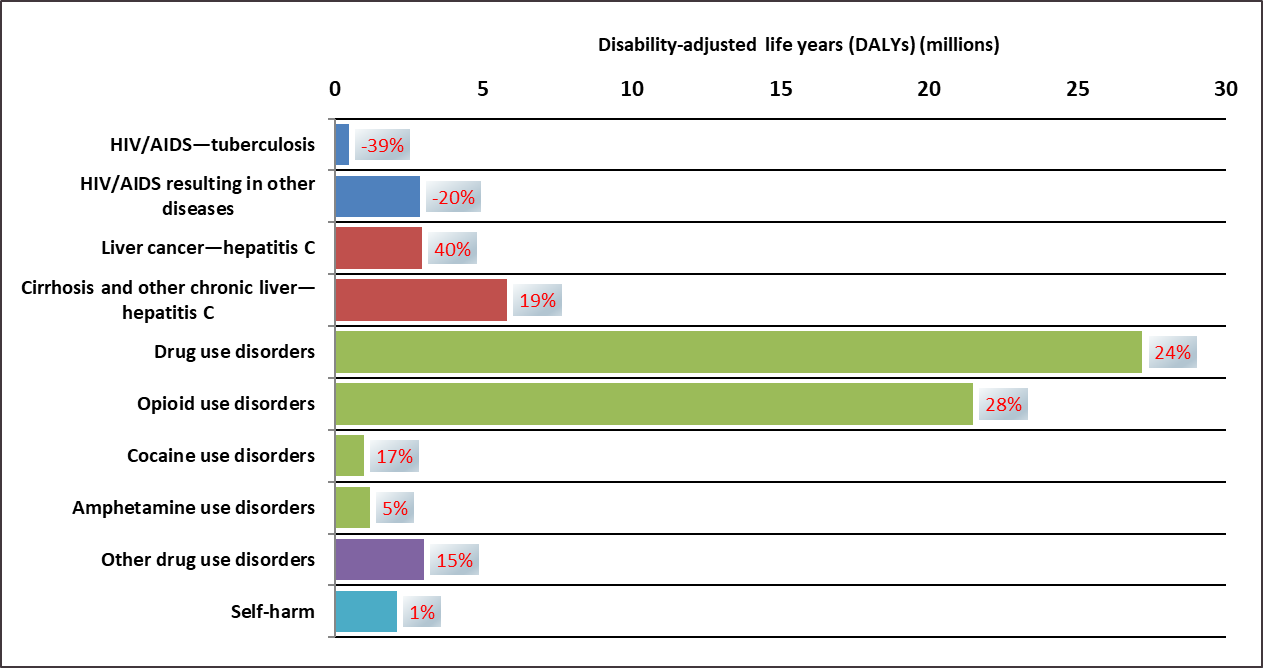 Disability-adjusted life years (DALYs) (millions)
0 5 10 15 20 25 30
HIV/AIDS—tuberculosis -39%
HIV/AIDS resulting in other
diseases -20%
Liver cancer—hepatitis C 40%
Cirrhosis and other chronic liver—
hepatitis C 19%
Drug use disorders 24%
Opioid use disorders 28%
Cocaine use disorders 17%
Amphetamine use disorders 5%
Other drug use disorders 15%
Self-harm 1%